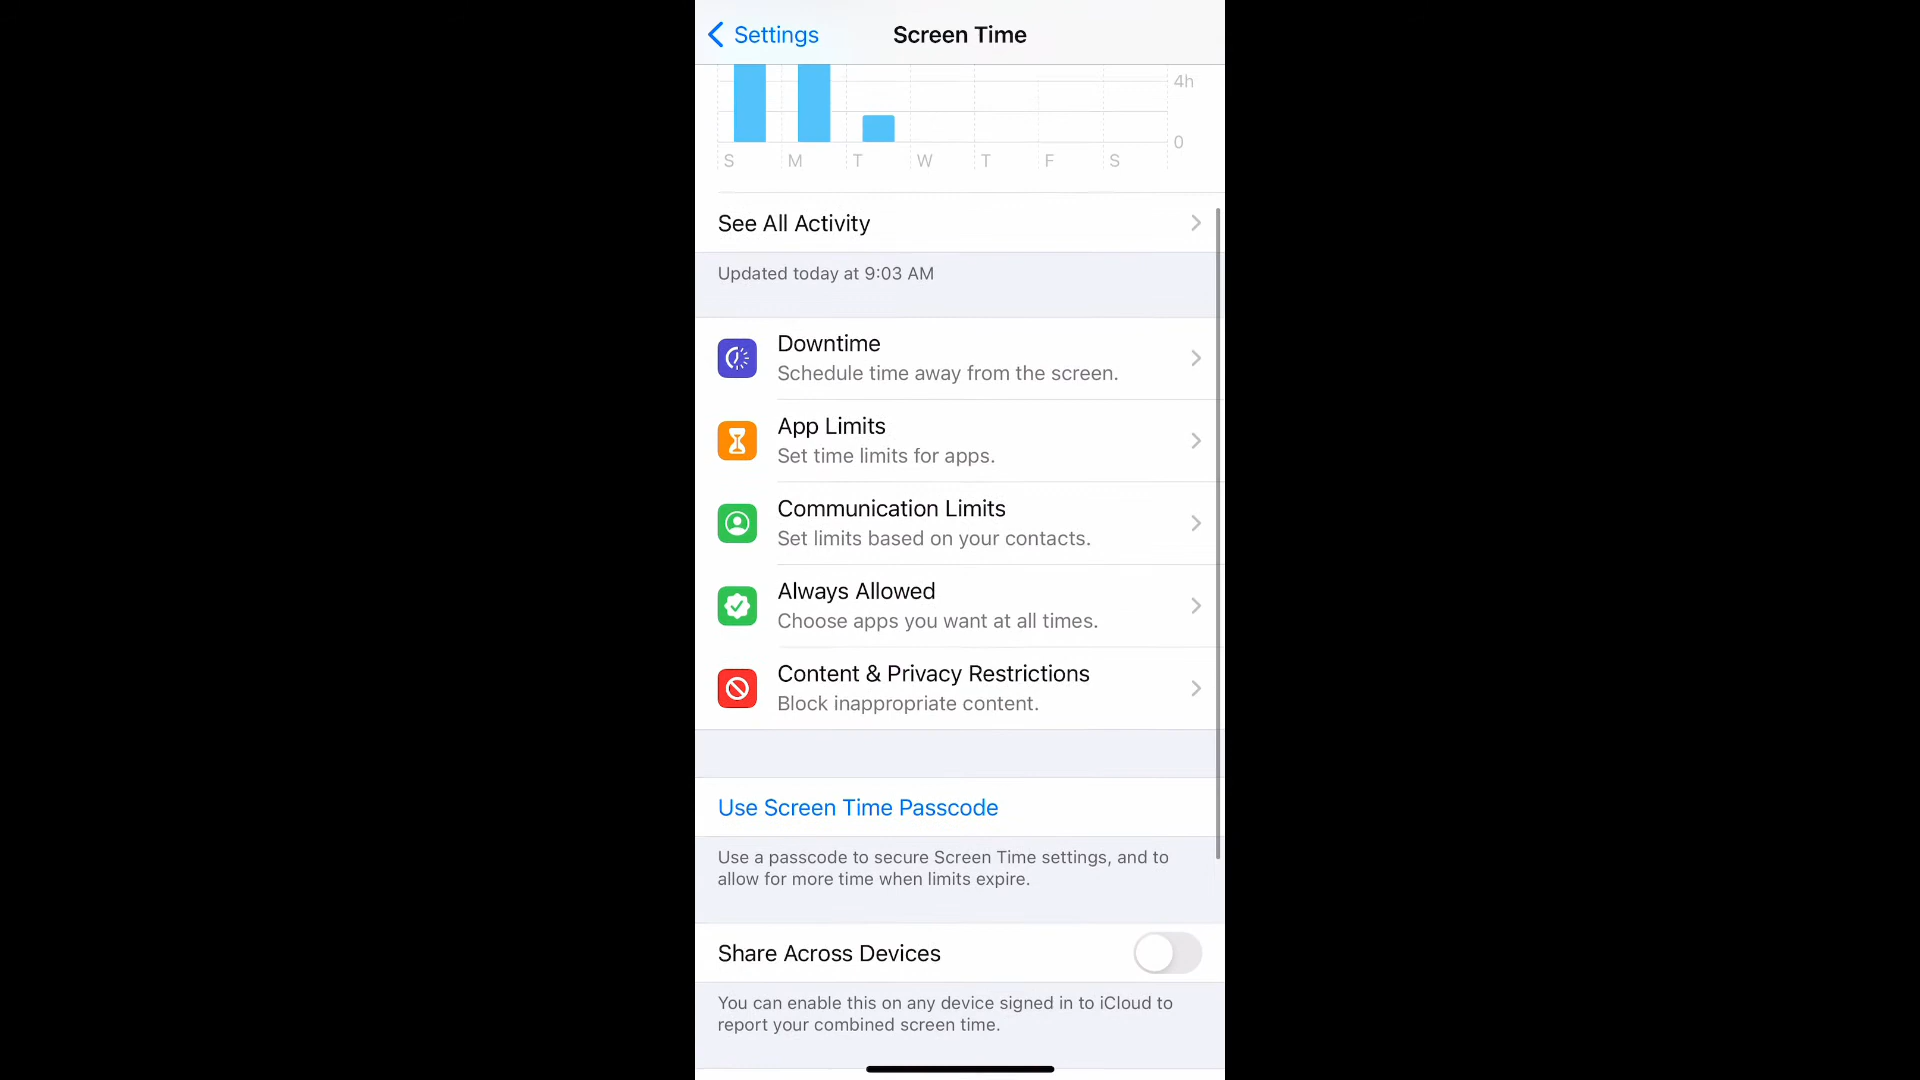 Settings
Screen Time
4h
0
S M T W T F S
See All Activity
Updated today at 9:03 AM
Downtime
Schedule time away from the screen.
App Limits
Set time limits for apps.
Communication Limits
Set limits based on your contacts.
Always Allowed
Choose apps you want at all times.
Content & Privacy Restrictions
Block inappropriate content.
Use Screen Time Passcode
Use a passcode to secure Screen Time settings, and to
allow for more time when limits expire.
Share Across Devices
You can enable this on any device signed in to iCloud to
report your combined screen time.